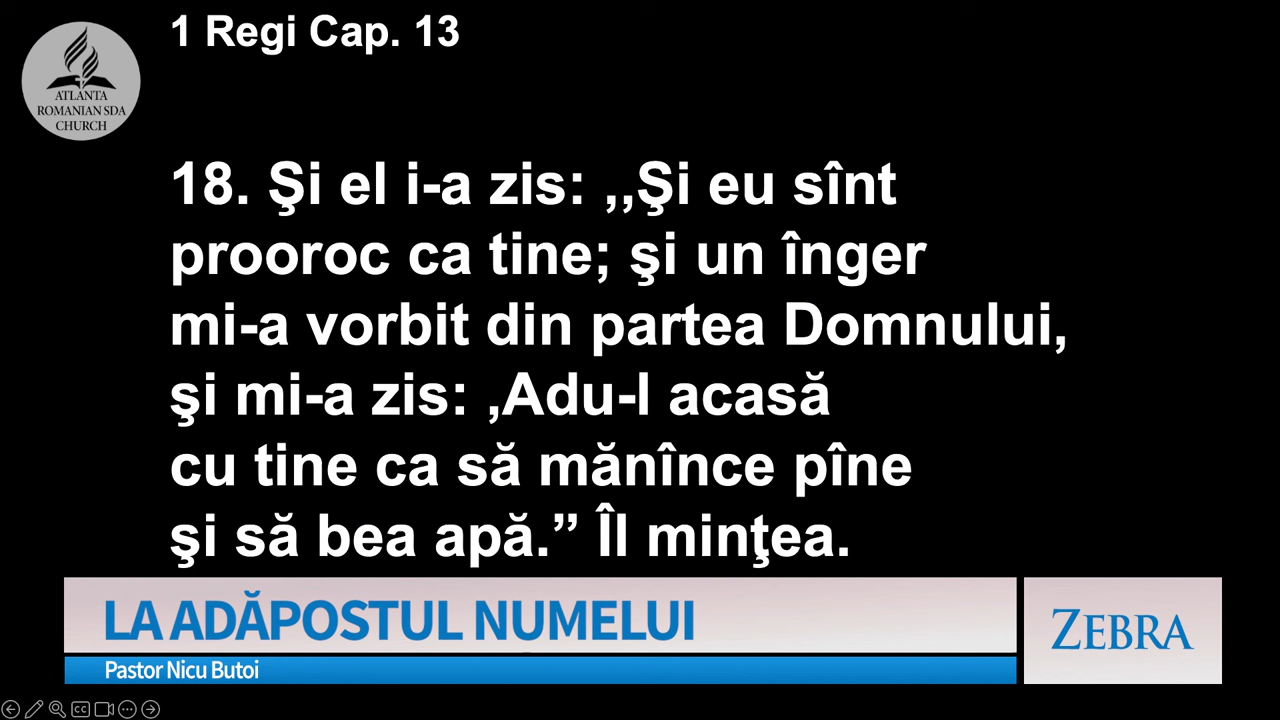 1 Regi Cap. 13
ATLANTA
ROMANIAN SDA
CHURCH
18. Şi el i-a zis: ,,Şi eu sînt
prooroc ca tine; şi un înger
mi-a vorbit din partea Domnului,
şi mi-a zis: ,Adu-l acasă
cu tine ca să mănînce pîne
şi să bea apă.” Îl minţea.
LA ADĂPOSTUL NUMELUI
ZEBRA
Pastor Nicu Butoi
CC